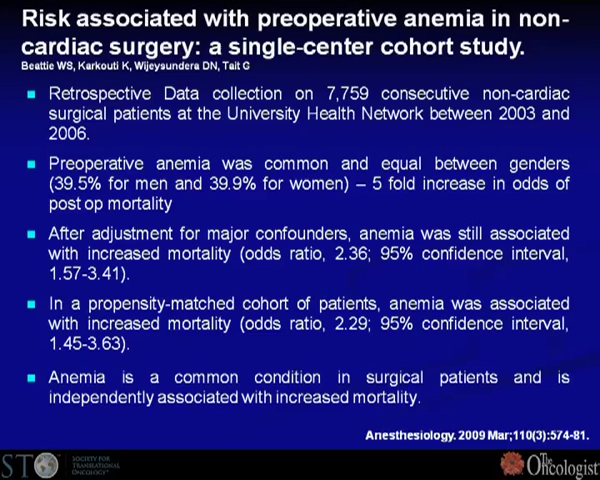 Risk associated with preoperative anemia in non-
cardiac surgery: a single-center cohort study.
Beattie WS, Karkouti K, Wijeysundera DN, Tait G
Retrospective Data collection on 7,759 consecutive non-cardiac
surgical patients at the University Health Network between 2003 and
2006.
Preoperative anemia was common and equal between genders
(39.5% for men and 39.9% for women) – 5 fold increase in odds of
post op mortality
After adjustment for major confounders, anemia was still associated
with increased mortality (odds ratio, 2.36; 95% confidence interval,
1.57-3.41).
In a propensity-matched cohort of patients, anemia was associated
with increased mortality (odds ratio, 2.29; 95% confidence interval,
1.45-3.63).
Anemia is a common condition in surgical patients and is
independently associated with increased mortality.
Anesthesiology. 2009 Mar;110(3):574-81.
STO
SOCIETY FOR
TRANSLATIONAL
ONCOLOGY
The
Oncologist